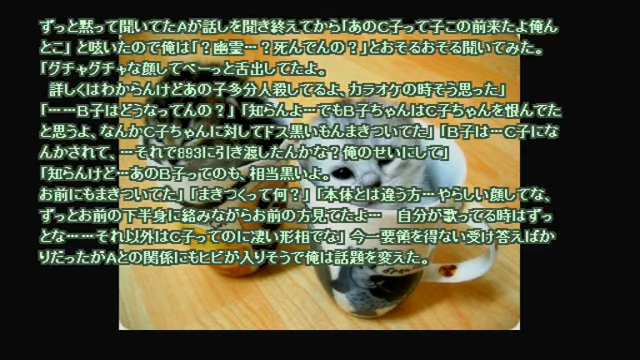 ずっと黙って聞いてたAが話しを聞き終えてから「あのC子って子この前来たよ俺ん
とこ」と呟いたので俺は「？幽霊…？死んでんの？」とおそるおそる聞いてみた。
「グチャグチャな顔してべーっと舌出してたよ。
詳しくはわからんけどあの子多分人殺してるよ、カラオケの時そう思った」
「……B子はどうなってんの？」「知らんよ…でもB子ちゃんはC子ちゃんを恨んでた
と思うよ、なんかC子ちゃんに対してドス黒いもんまきついてた」「B子は…C子にな
んかされて、…それで893に引き渡したんかな？俺のせいにして」
「知らんけど…あのB子ってのも、相当黒いよ。
お前にもまきついてた」「まきつくって何？」「本体とは違う方…やらしい顔してな、
ずっとお前の下半身に絡みながらお前の方見てたよ…　自分が歌ってる時はずっ
とな……それ以外はC子ってのに凄い形相でな」今一要領を得ない受け答えばか
りだったがAとの関係にもヒビが入りそうで俺は話題を変えた。